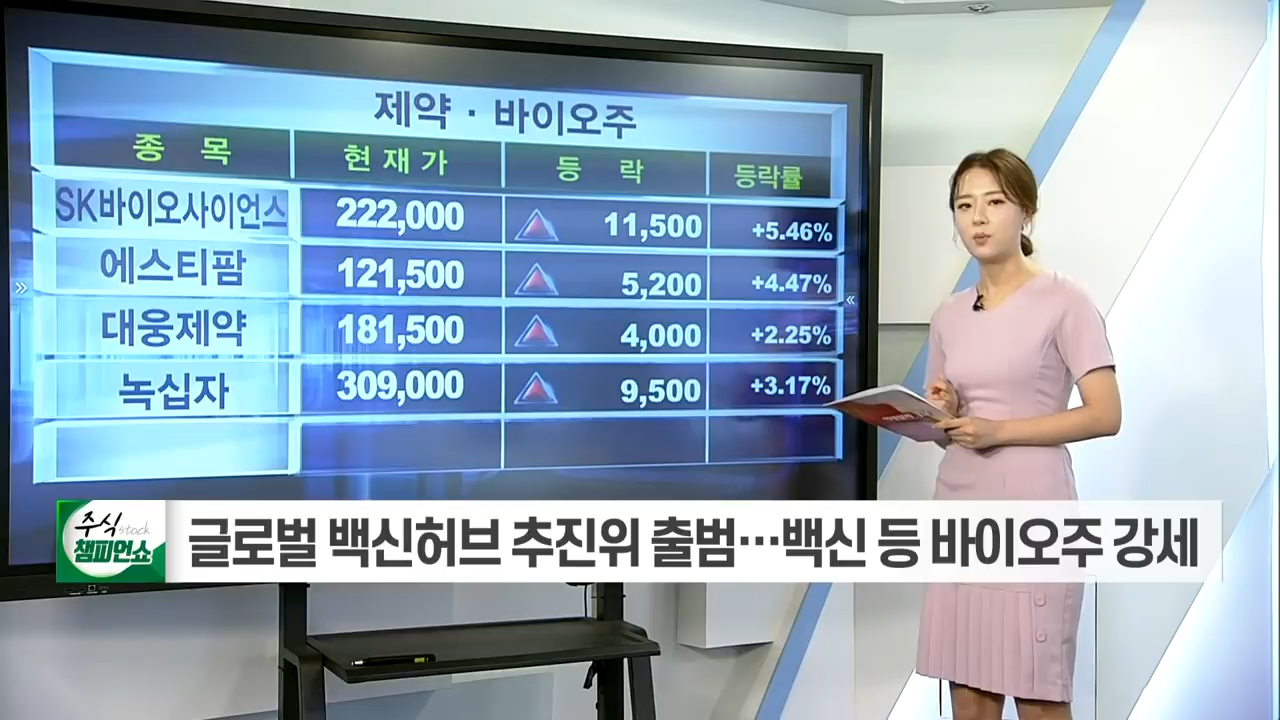 제약·바이오주
종 목 현재가 등 락 등락률
SK바이오사이언스 222,000 ▲ 11,500 +5.46%
에스티팜 121,500 ▲ 5,200 +4.47%
대웅제약 181,500 ▲ 4,000 +2.25%
녹십자 309,000 ▲ 9,500 +3.17%
주식 stock
챔피언쇼
글로벌 백신허브 추진위 출범…백신 등 바이오주 강세